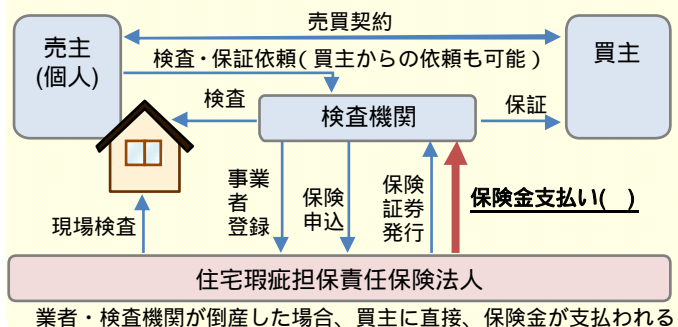 売買契約
売主
(個人)
買主
検査・保証依頼(買主からの依頼も可能)
検査
検査機関
保証
事業
者
登録
保険
申込
保険
証券
発行
保険金支払い( )
現場検査
住宅瑕疵担保責任保険法人
業者・検査機関が倒産した場合、買主に直接、保険金が支払われる